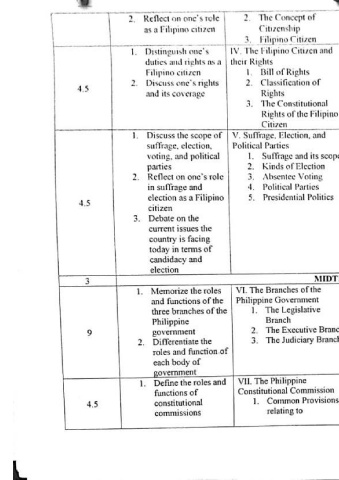 2. Reflect on one's role
as a Filipino citizen
2. The Concept of
Citizenship
3. Filipino Citizen
4.5
1. Distinguish one's
duties and rights as a
Filipino citizen
2. Discuss one's rights
and its coverage
IV. The Filipino Citizen and
their Rights
1. Bill of Rights
2. Classification of
Rights
3. The Constitutional
Rights of the Filipino
Citizen
4.5
1. Discuss the scope of
suffrage, election,
voting, and political
parties
2. Reflect on one's role
in suffrage and
election as a Filipino
citizen
3. Debate on the
current issues the
country is facing
today in terms of
candidacy and
election
V. Suffrage, Election, and
Political Parties
1. Suffrage and its scope
2. Kinds of Election
3. Absentee Voting
4. Political Parties
5. Presidential Politics
3
MIDT
9
1. Memorize the roles
and functions of the
three branches of the
Philippine
government
2. Differentiate the
roles and function of
each body of
government
VI. The Branches of the
Philippine Government
1. The Legislative
Branch
2. The Executive Branc
3. The Judiciary Branch
4.5
1. Define the roles and
functions of
constitutional
commissions
VII. The Philippine
Constitutional Commission
1. Common Provisions
relating to